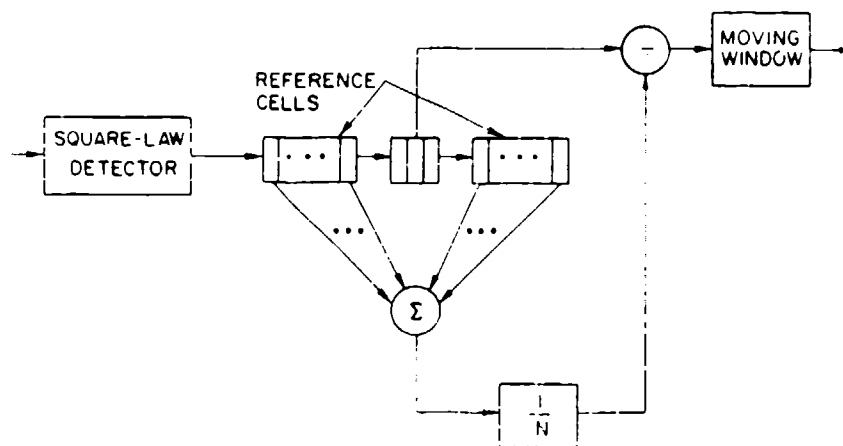 MOVING
WINDOW
−
REFERENCE
CELLS
SQUARE-LAW
DETECTOR
• • •
• • •
• • •
• • •
Σ
1
N